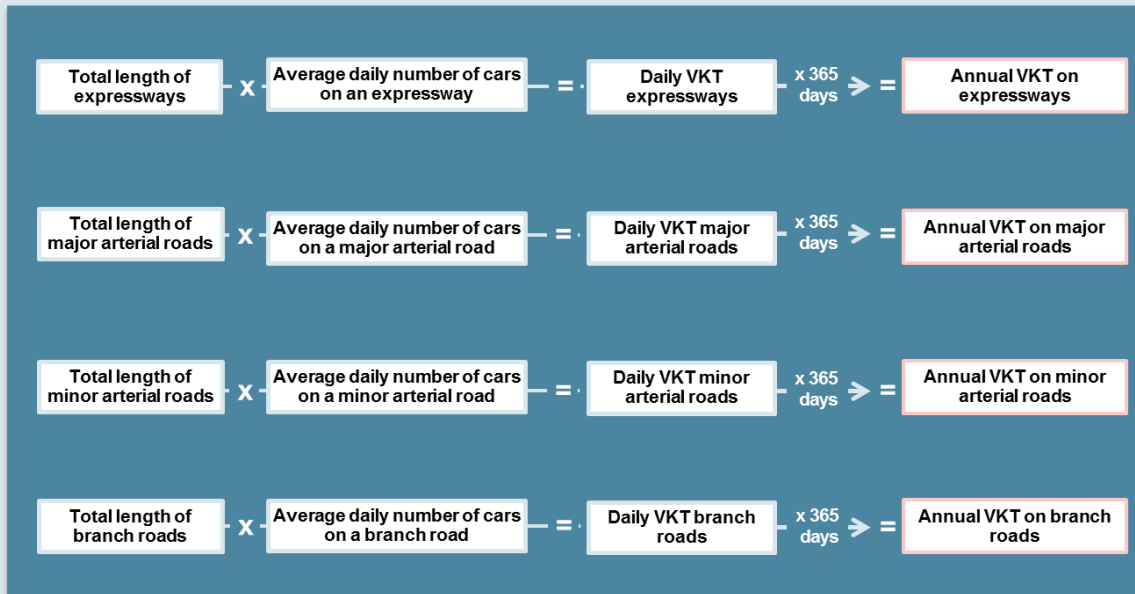 Total length of
expressways
x
Average daily number of cars
on an expressway
=
Daily VKT
expressways
x 365
days
=
Annual VKT on
expressways
Total length of
major arterial roads
x
Average daily number of cars
on a major arterial road
=
Daily VKT major
arterial roads
x 365
days
=
Annual VKT on major
arterial roads
Total length of
minor arterial roads
x
Average daily number of cars
on a minor arterial road
=
Daily VKT minor
arterial roads
x 365
days
=
Annual VKT on minor
arterial roads
Total length of
branch roads
x
Average daily number of cars
on a branch road
=
Daily VKT branch
roads
x 365
days
=
Annual VKT on branch
roads